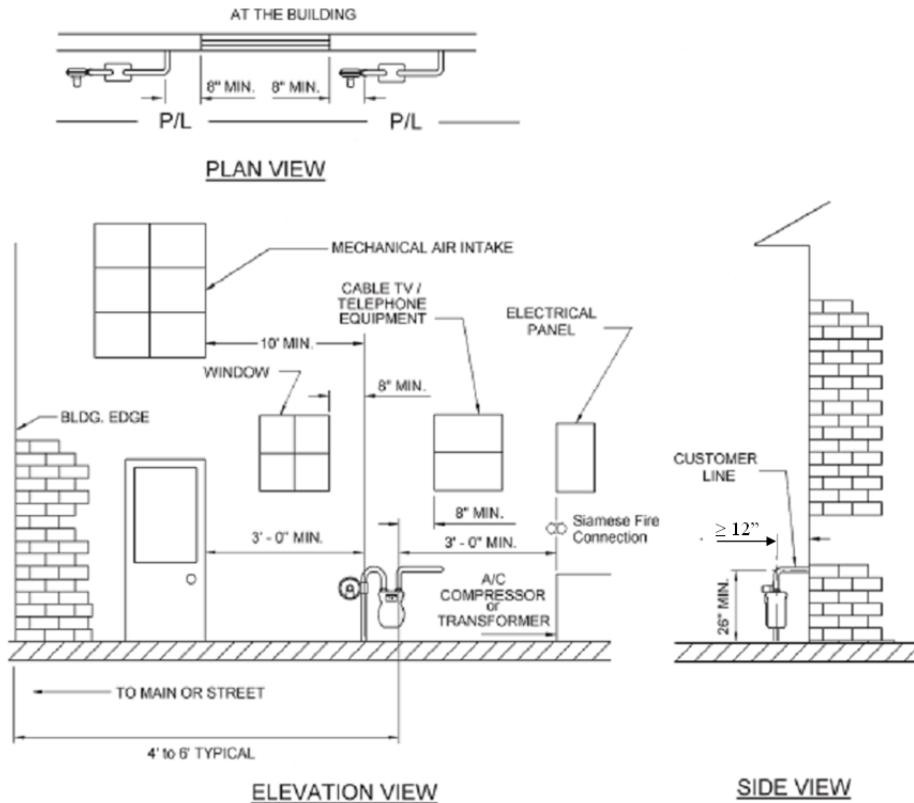 AT THE BUILDING
8" MIN.
8" MIN.
P/L
P/L
PLAN VIEW
MECHANICAL AIR INTAKE
CABLE TV /
TELEPHONE
EQUIPMENT
ELECTRICAL
PANEL
10' MIN.
WINDOW
8" MIN.
BLDG. EDGE
CUSTOMER
LINE
8" MIN.
Siamese Fire
Connection
3' - 0" MIN.
3' - 0" MIN.
≥ 12”
A/C
COMPRESSOR
or
TRANSFORMER
26" MIN.
TO MAIN OR STREET
4' to 6' TYPICAL
ELEVATION VIEW
SIDE VIEW